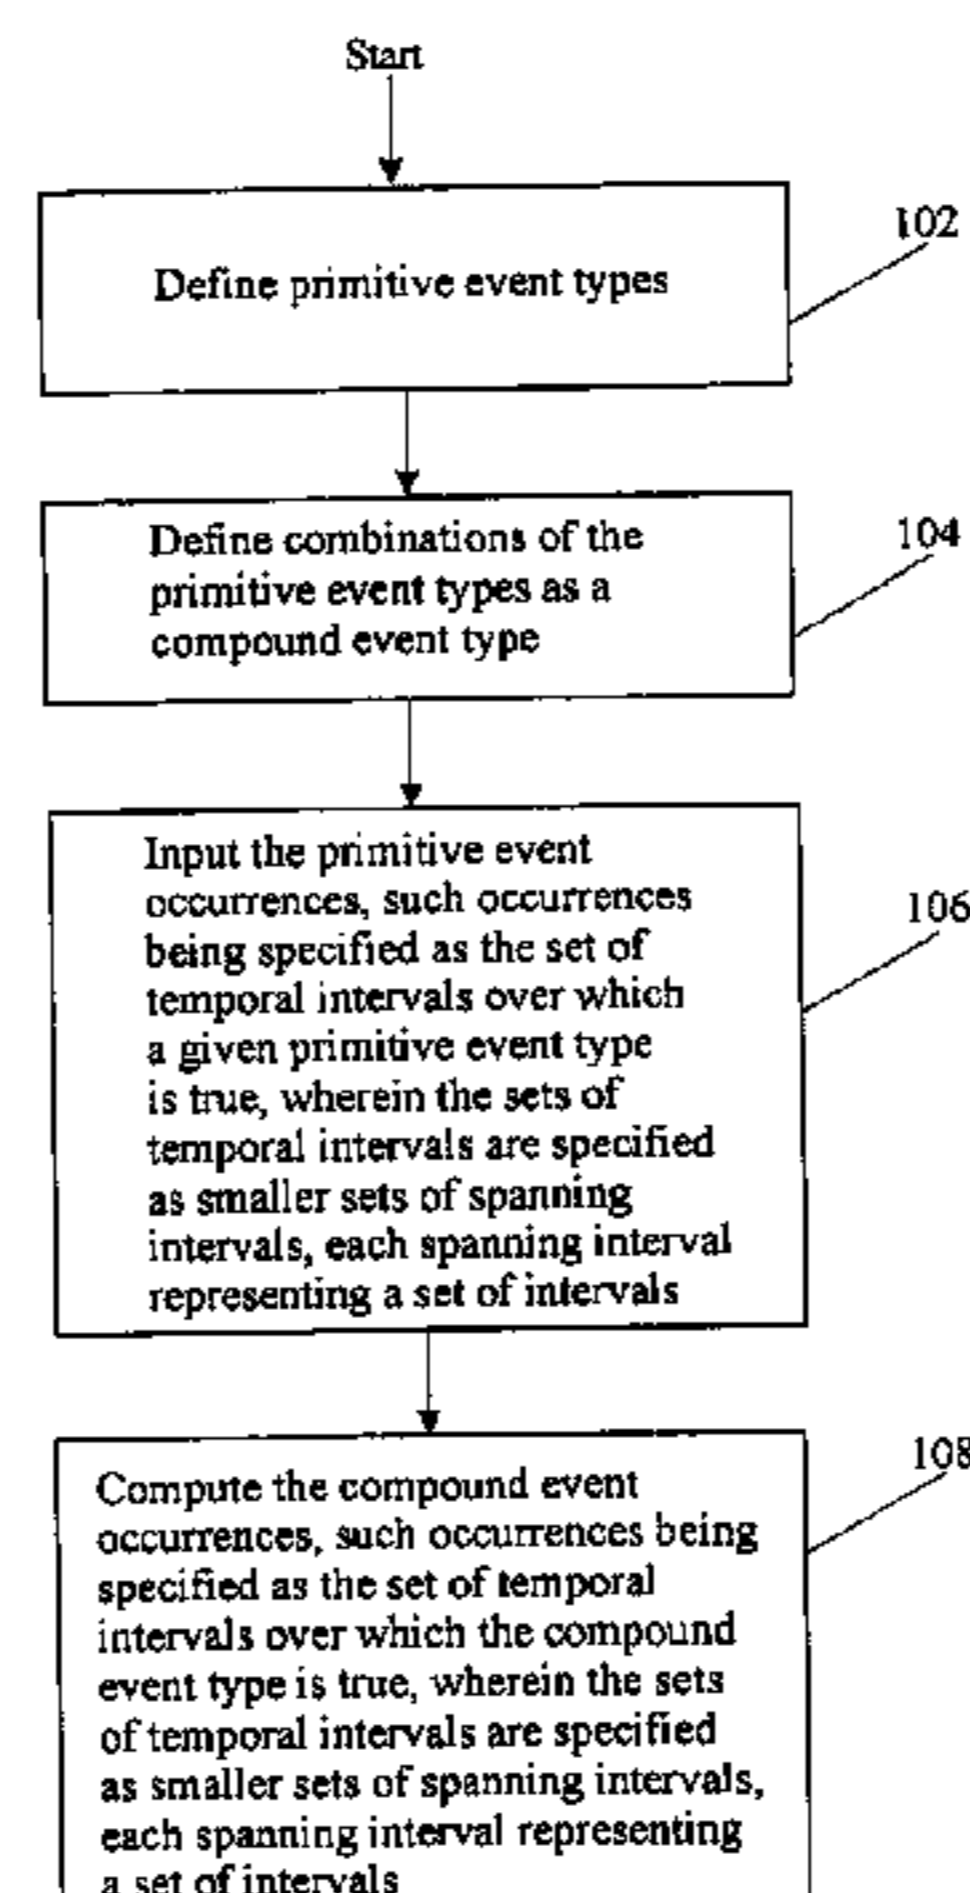 Start
102
Define primitive event types
104
Define combinations of the
primitive event types as a
compound event type
Input the primitive event
occurrences, such occurrences
being specified as the set of
temporal intervals over which
a given primitive event type
is true, wherein the sets of
temporal intervals are specified
as smaller sets of spanning
intervals, each spanning interval
representing a set of intervals
106
108
Compute the compound event
occurrences, such occurrences being
specified as the set of temporal
intervals over which the compound
event type is true, wherein the sets
of temporal intervals are specified
as smaller sets of spanning intervals,
each spanning interval representing
a set of intervals